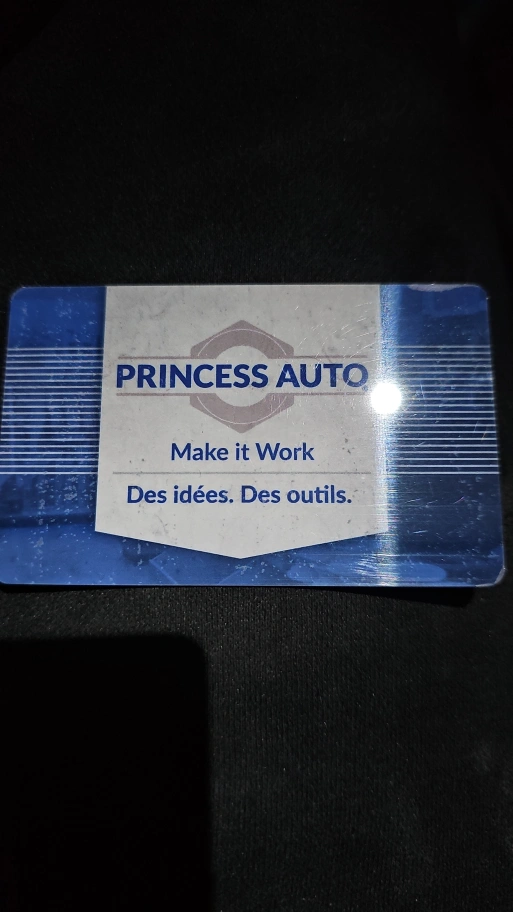 PRINCESS AUTO
Make it Work
Des idées. Des outils.